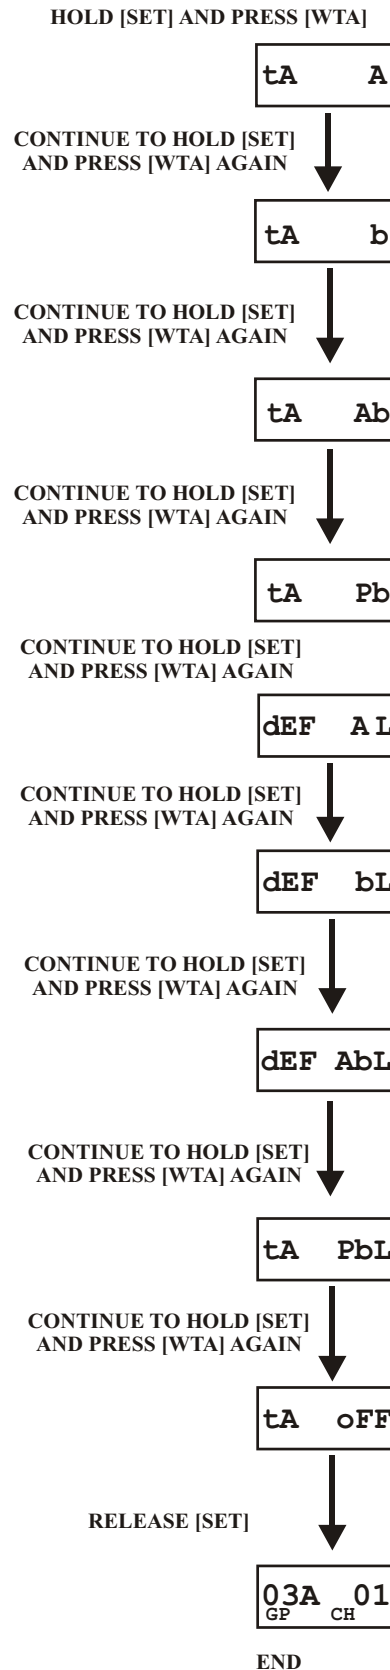 HOLD [SET] AND PRESS [WTA]
tA A
CONTINUE TO HOLD [SET]
AND PRESS [WTA] AGAIN
tA b
CONTINUE TO HOLD [SET]
AND PRESS [WTA] AGAIN
tA Ab
CONTINUE TO HOLD [SET]
AND PRESS [WTA] AGAIN
tA Pb
CONTINUE TO HOLD [SET]
AND PRESS [WTA] AGAIN
dEF A L
CONTINUE TO HOLD [SET]
AND PRESS [WTA] AGAIN
dEF bL
CONTINUE TO HOLD [SET]
AND PRESS [WTA] AGAIN
dEF AbL
CONTINUE TO HOLD [SET]
AND PRESS [WTA] AGAIN
tA PbL
CONTINUE TO HOLD [SET]
AND PRESS [WTA] AGAIN
tA oFF
RELEASE [SET]
03A 01
GP CH
END